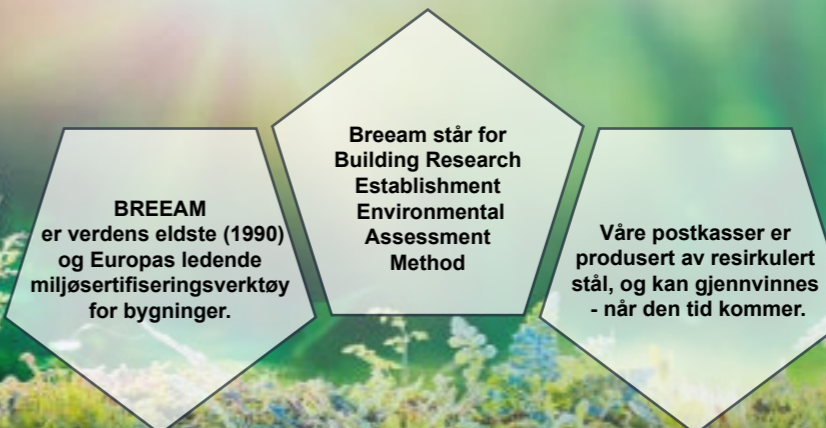 BREEAM
er verdens eldste (1990)
og Europas ledende
miljøsertifiseringsverktøy
for bygninger.
Breeam står for
Building Research
Establishment
Environmental
Assessment
Method
Våre postkasser er
produsert av resirkulert
stål, og kan gjennvinnes
- når den tid kommer.